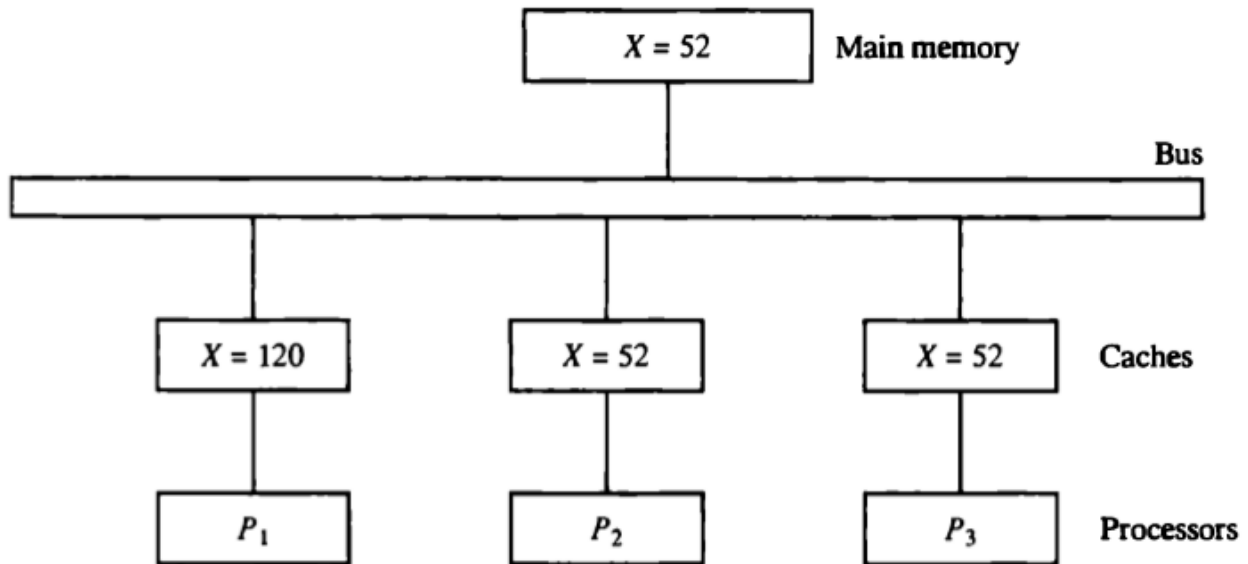 X = 52 Main memory
Bus
X = 120 X = 52 X = 52 Caches
P1 P2 P3 Processors